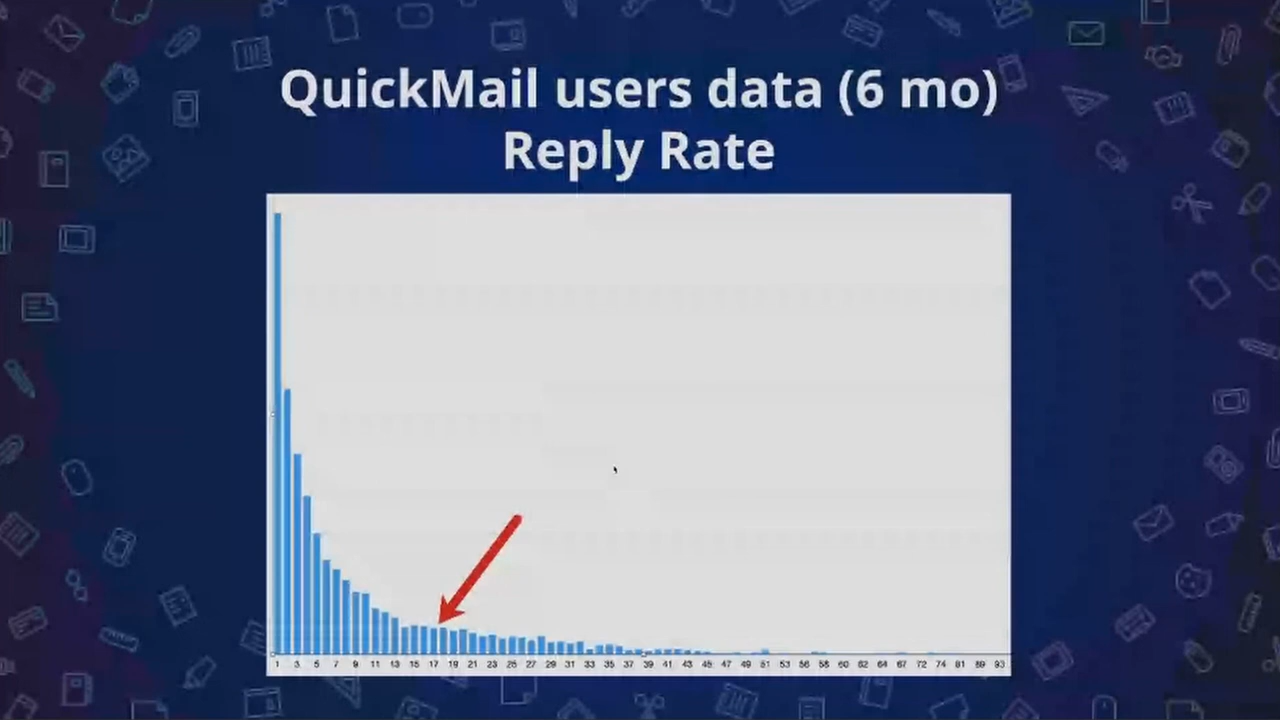 QuickMail users data (6 mo)
Reply Rate
1 3 5 7 9 11 13 15 17 19 21 23 25 27 29 31 33 35 37 39 41 43 45 47 49 51 53 56 58 60 62 64 67 72 74 81 89 93